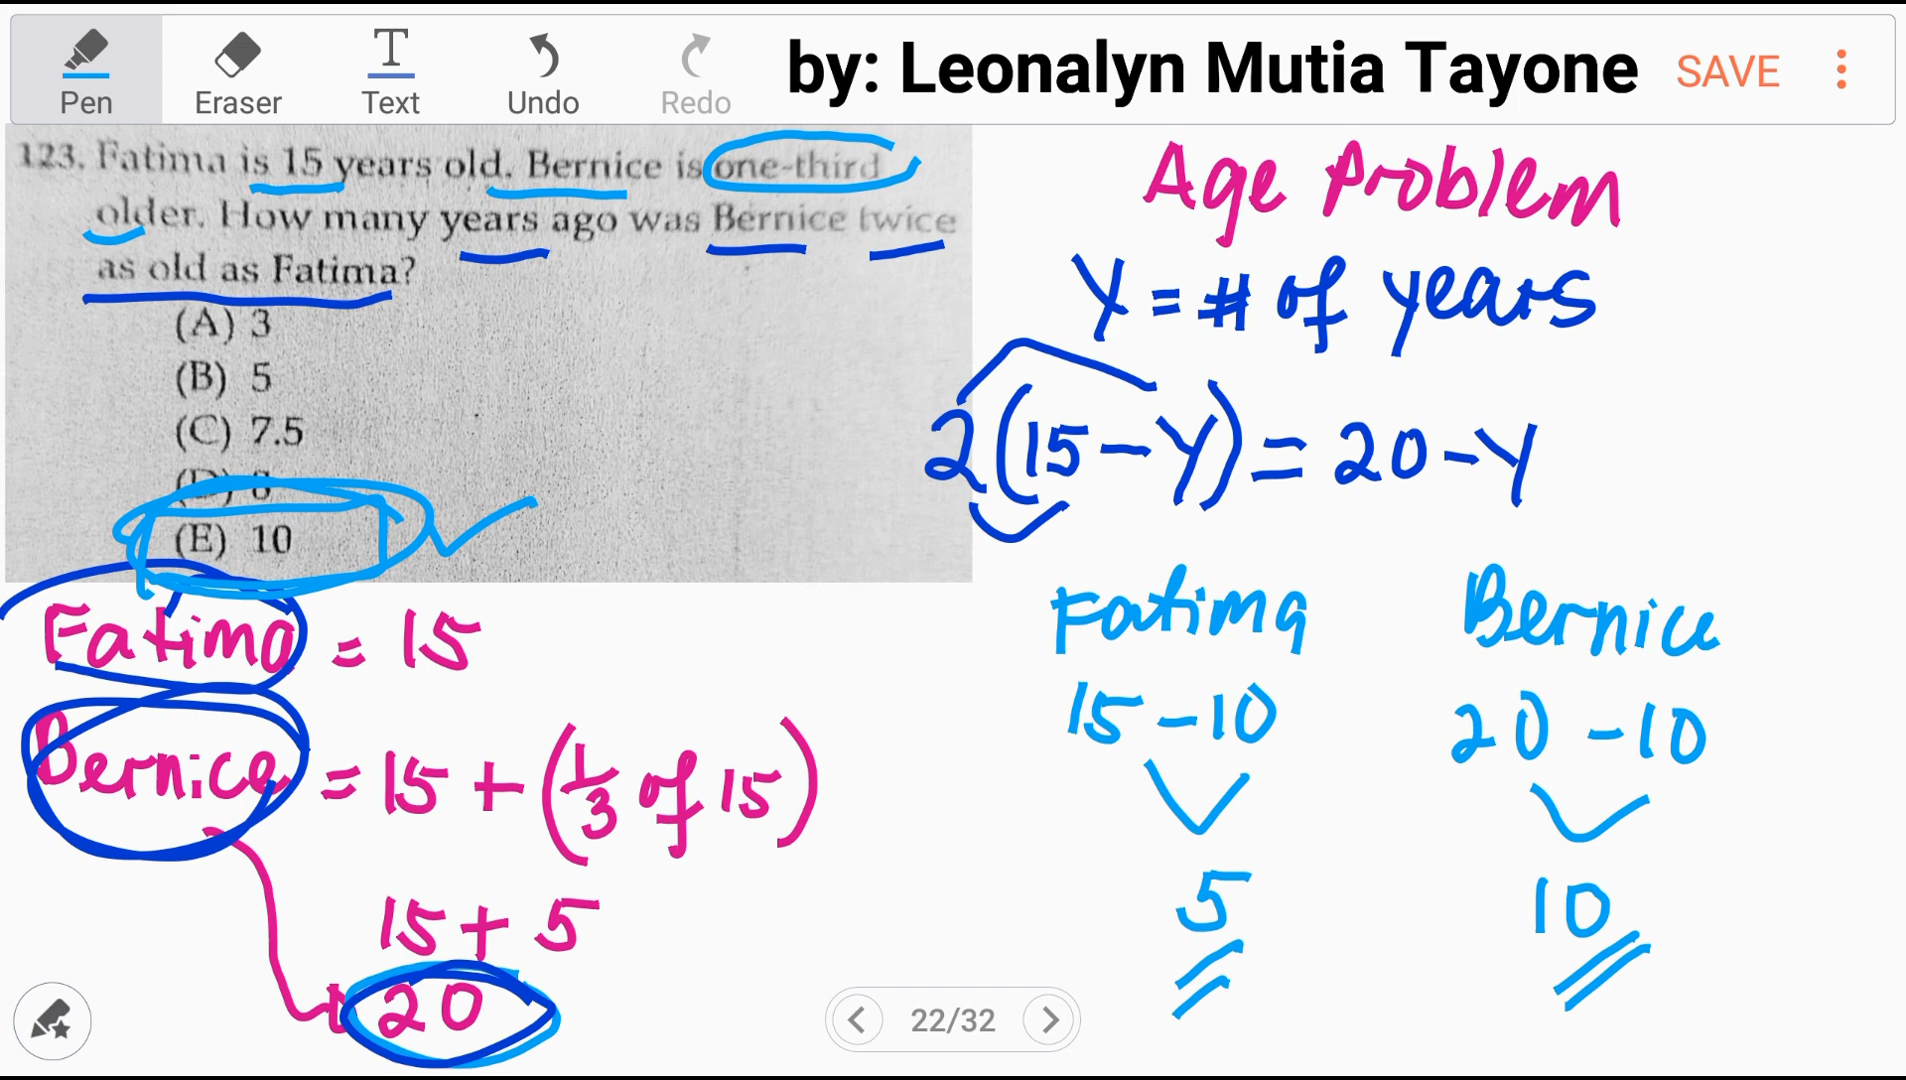 Pen
Eraser
Text
Undo
Redo
by: Leonalyn Mutia Tayone
SAVE
123. Fatima is 15 years old. Bernice is one-third
older. How many years ago was Bernice twice
as old as Fatima?
(A) 3
(B) 5
(C) 7.5
(D) 8
(E) 10
Age Problem
Y = # of years
2(15-Y) = 20-Y
Fatima = 15
Bernice = 15 + (1/3 of 15)
15 + 5
20
Fatima Bernice
15-10 20-10
5 10
22/32